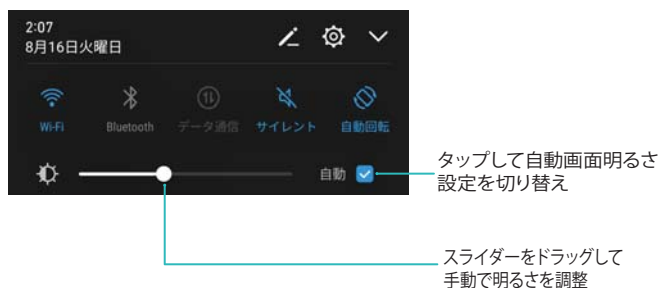 2:07
8月16日火曜日
Wi-Fi
Bluetooth
データ通信
サイレント
自動回転
自動
タップして自動画面明るさ
設定を切り替え
スライダーをドラッグして
手動で明るさを調整